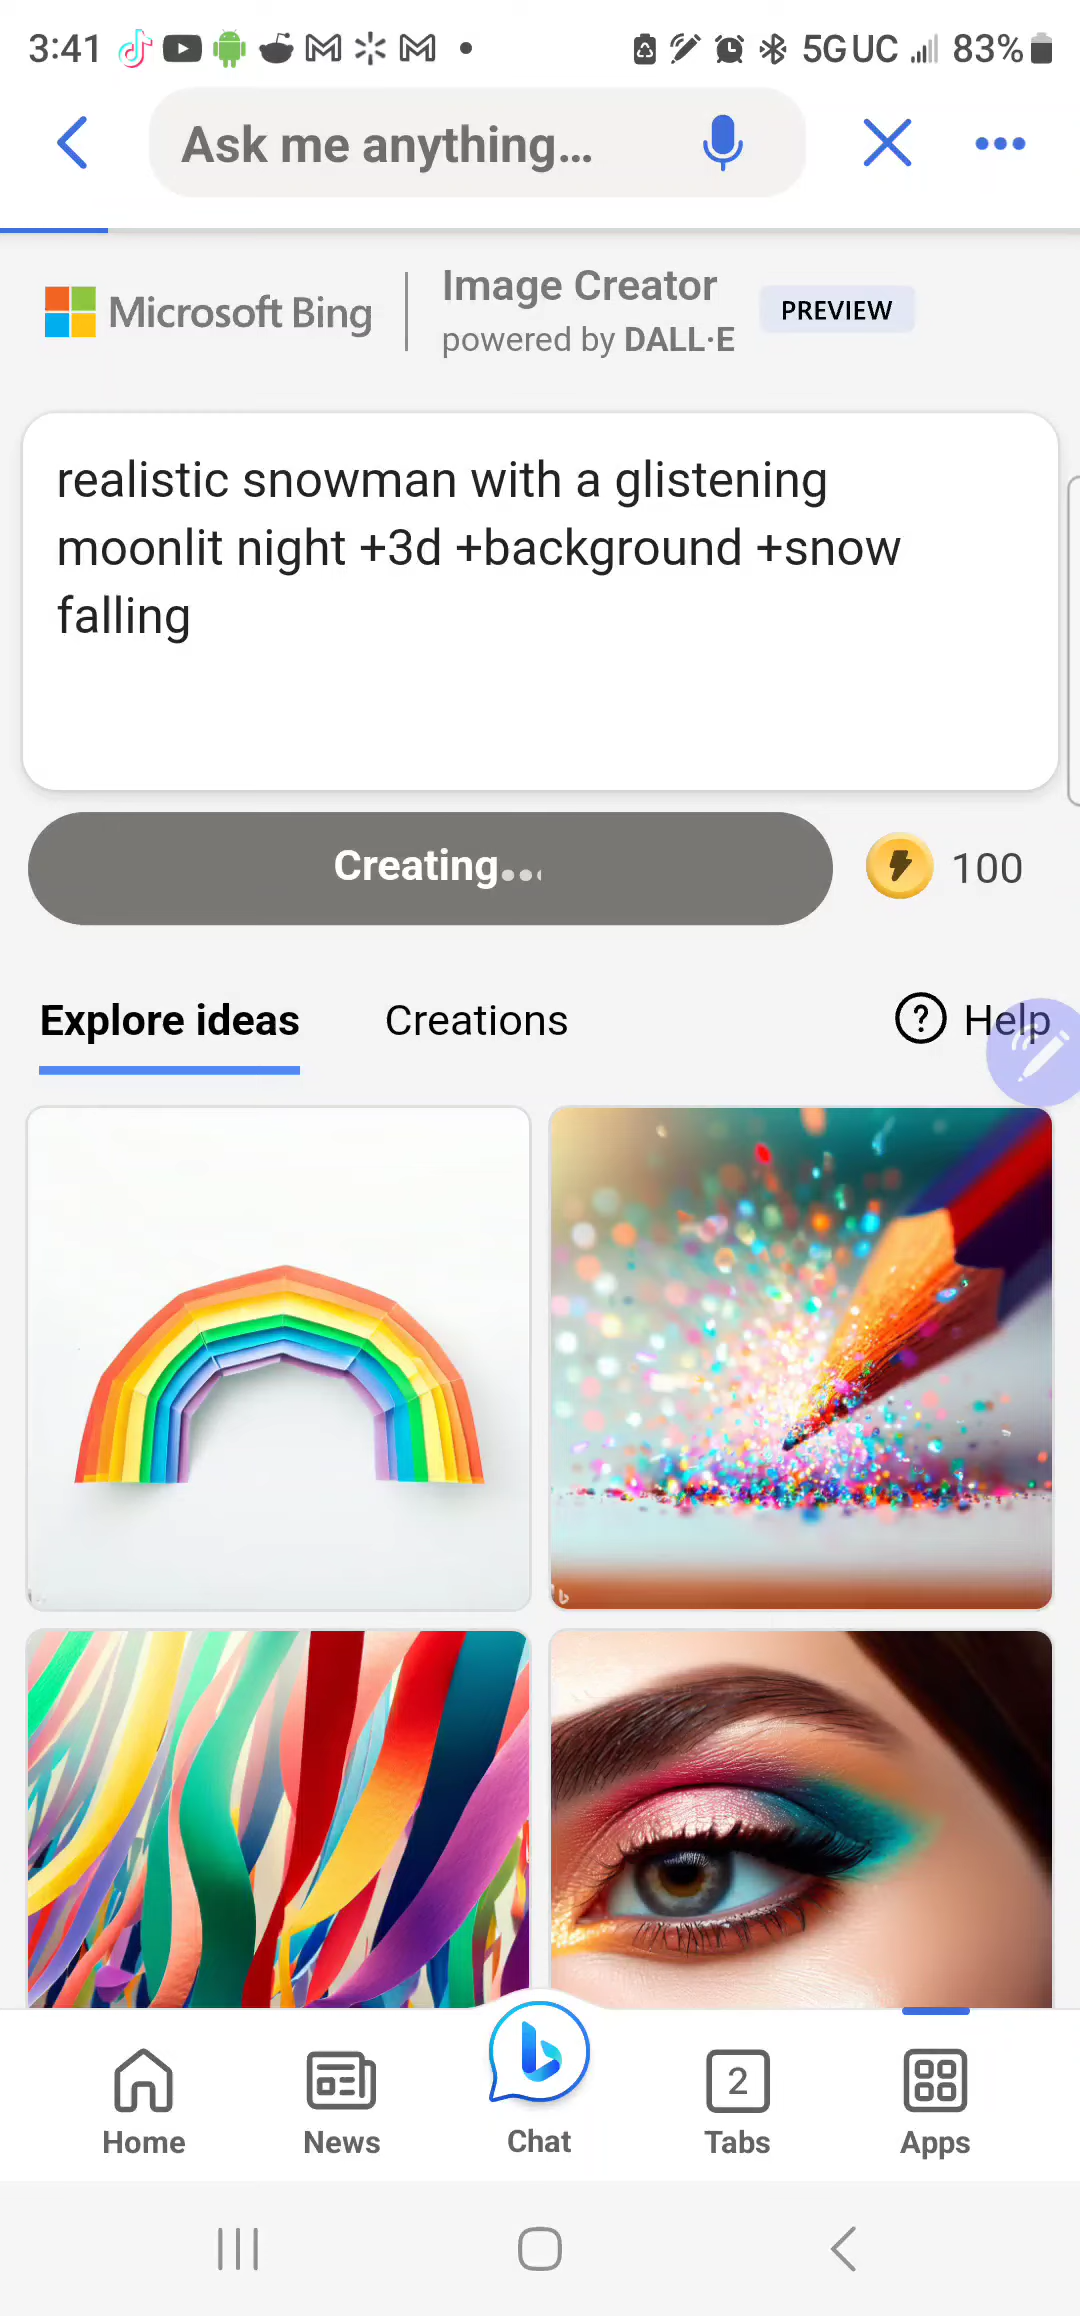 3:41
5G UC 83%
Ask me anything...
Microsoft Bing
Image Creator
powered by DALL·E
PREVIEW
realistic snowman with a glistening
moonlit night +3d +background +snow
falling
Creating...
100
Explore ideas
Creations
Help
2
Home
News
Chat
Tabs
Apps